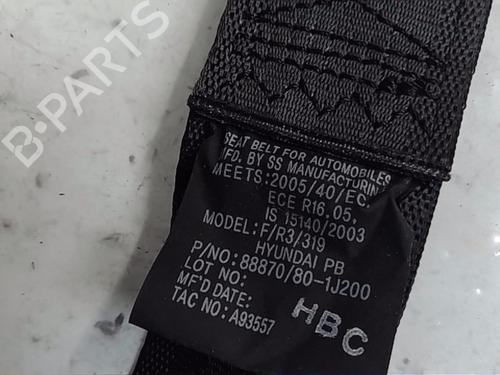 B-PARTS
SEAT BELT FOR AUTOMOBILES
MFD. BY SS MANUFACTURING
MEETS:2005/40/EC,
ECE R16.05,
IS 15140/2003
MODEL:F/R3/319
HYUNDAI PB
P/NO:88870/80-1J200
LOT NO:
MF'D DATE:
TAC NO: A93557
HBC